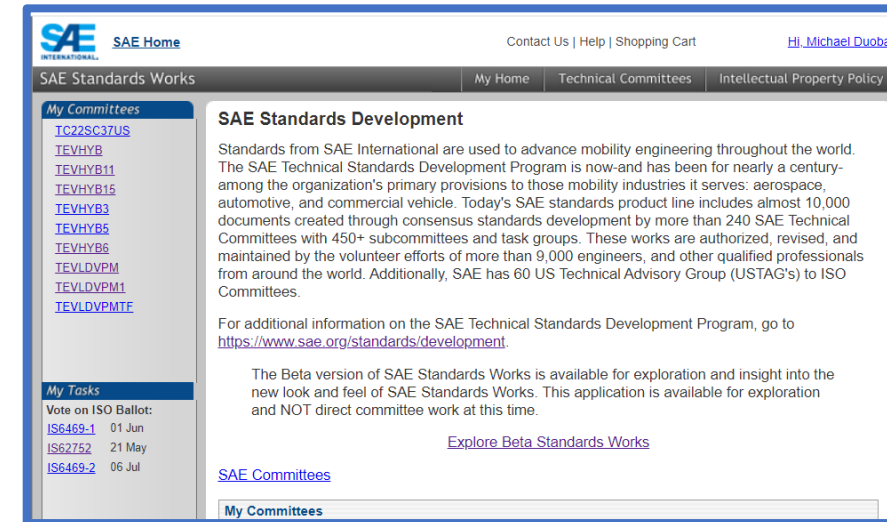 SAE
INTERNATIONAL.
SAE Home
Contact Us | Help | Shopping Cart
Hi, Michael Duoba
SAE Standards Works
My Home
Technical Committees
Intellectual Property Policy
My Committees
TC22SC37US
TEVHYB
TEVHYB11
TEVHYB15
TEVHYB3
TEVHYB5
TEVHYB6
TEVLDVPM
TEVLDVPM1
TEVLDVPMTF
My Tasks
Vote on ISO Ballot:
IS6469-1 01 Jun
IS62752 21 May
IS6469-2 06 Jul
SAE Standards Development
Standards from SAE International are used to advance mobility engineering throughout the world.
The SAE Technical Standards Development Program is now-and has been for nearly a century-
among the organization's primary provisions to those mobility industries it serves: aerospace,
automotive, and commercial vehicle. Today's SAE standards product line includes almost 10,000
documents created through consensus standards development by more than 240 SAE Technical
Committees with 450+ subcommittees and task groups. These works are authorized, revised, and
maintained by the volunteer efforts of more than 9,000 engineers, and other qualified professionals
from around the world. Additionally, SAE has 60 US Technical Advisory Group (USTAG's) to ISO
Committees.
For additional information on the SAE Technical Standards Development Program, go to
https://www.sae.org/standards/development.
The Beta version of SAE Standards Works is available for exploration and insight into the
new look and feel of SAE Standards Works. This application is available for exploration
and NOT direct committee work at this time.
Explore Beta Standards Works
SAE Committees
My Committees